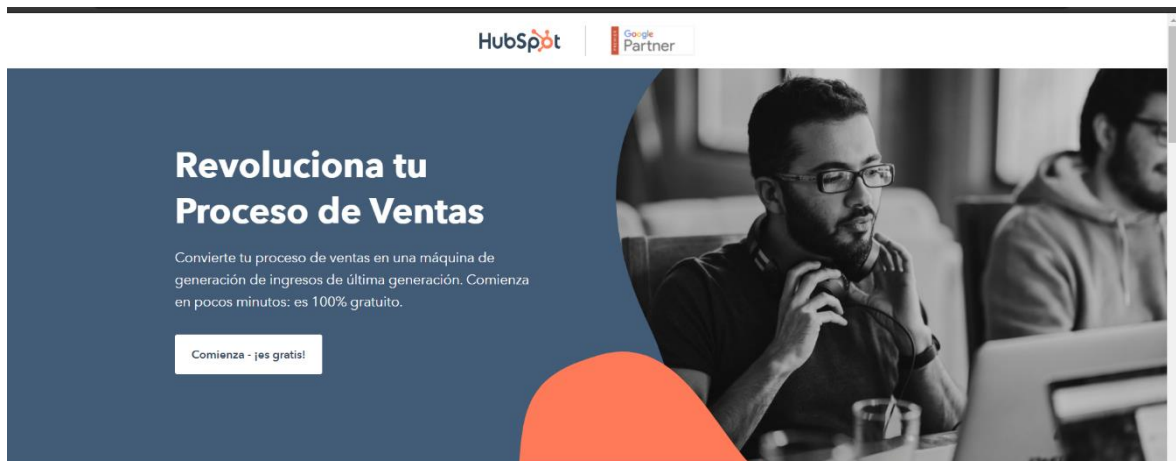 HubSpot
Google
Partner
Revoluciona tu
Proceso de Ventas
Convierte tu proceso de ventas en una máquina de
generación de ingresos de última generación. Comienza
en pocos minutos: es 100% gratuito.
Comienza - ¡es gratis!